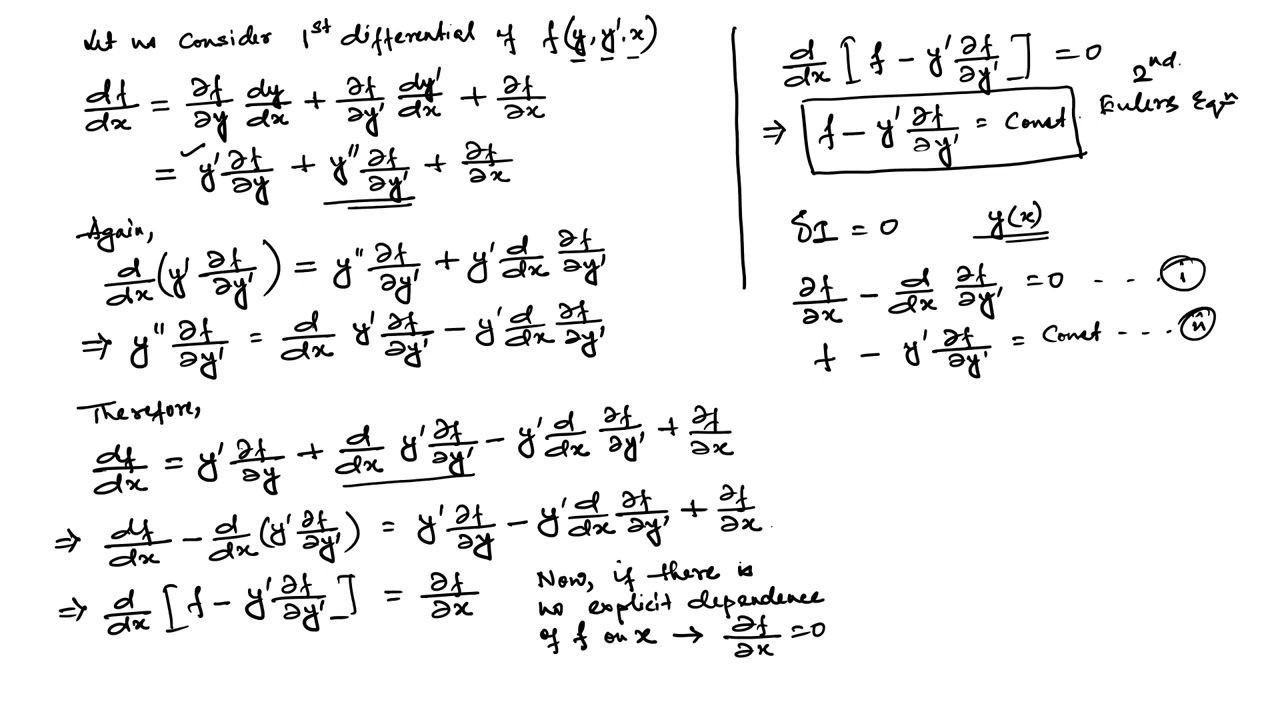 Let us consider 1st differential of f(y, y'. x)
df/dx = ∂f/∂y dy/dx + ∂f/∂y' dy'/dx + ∂f/∂x
= y' ∂f/∂y + y'' ∂f/∂y' + ∂f/∂x
Again,
d/dx (y' ∂f/∂y') = y'' ∂f/∂y' + y' d/dx ∂f/∂y'
⇒ y'' ∂f/∂y' = d/dx y' ∂f/∂y' − y' d/dx ∂f/∂y'
Therefore,
df/dx = y' ∂f/∂y + d/dx y' ∂f/∂y' − y' d/dx ∂f/∂y' + ∂f/∂x
⇒ df/dx − d/dx (y' ∂f/∂y') = y' ∂f/∂y − y' d/dx ∂f/∂y' + ∂f/∂x
⇒ d/dx [f − y' ∂f/∂y'] = ∂f/∂x
Now, if there is
no explicit dependence
of f on x → ∂f/∂x = 0
d/dx [f − y' ∂f/∂y'] = 0
⇒ f − y' ∂f/∂y' = Const.
2nd.
Eulers Eqn
δI = 0 y(x)
∂f/∂x − d/dx ∂f/∂y' = 0 - - - (i)
f − y' ∂f/∂y' = Const - - - (ii)